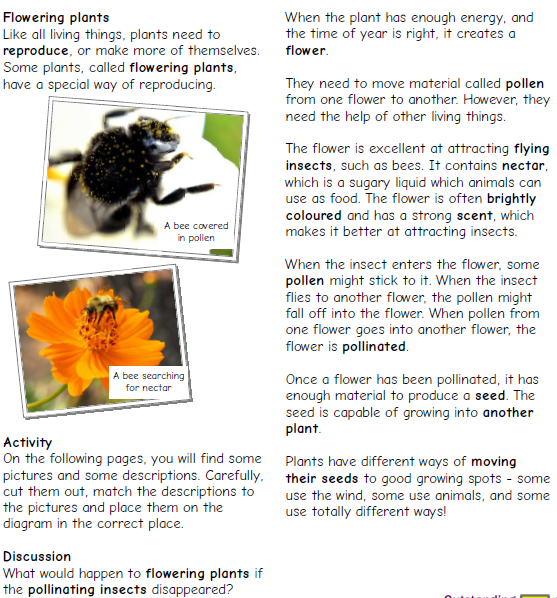 Flowering plants
Like all living things, plants need to
reproduce, or make more of themselves.
Some plants, called flowering plants,
have a special way of reproducing.
A bee covered
in pollen
A bee searching
for nectar
Activity
On the following pages, you will find some
pictures and some descriptions. Carefully,
cut them out, match the descriptions to
the pictures and place them on the
diagram in the correct place.
Discussion
What would happen to flowering plants if
the pollinating insects disappeared?
When the plant has enough energy, and
the time of year is right, it creates a
flower.
They need to move material called pollen
from one flower to another. However, they
need the help of other living things.
The flower is excellent at attracting flying
insects, such as bees. It contains nectar,
which is a sugary liquid which animals can
use as food. The flower is often brightly
coloured and has a strong scent, which
makes it better at attracting insects.
When the insect enters the flower, some
pollen might stick to it. When the insect
flies to another flower, the pollen might
fall off into the flower. When pollen from
one flower goes into another flower, the
flower is pollinated.
Once a flower has been pollinated, it has
enough material to produce a seed. The
seed is capable of growing into another
plant.
Plants have different ways of moving
their seeds to good growing spots - some
use the wind, some use animals, and some
use totally different ways!
Outstanding